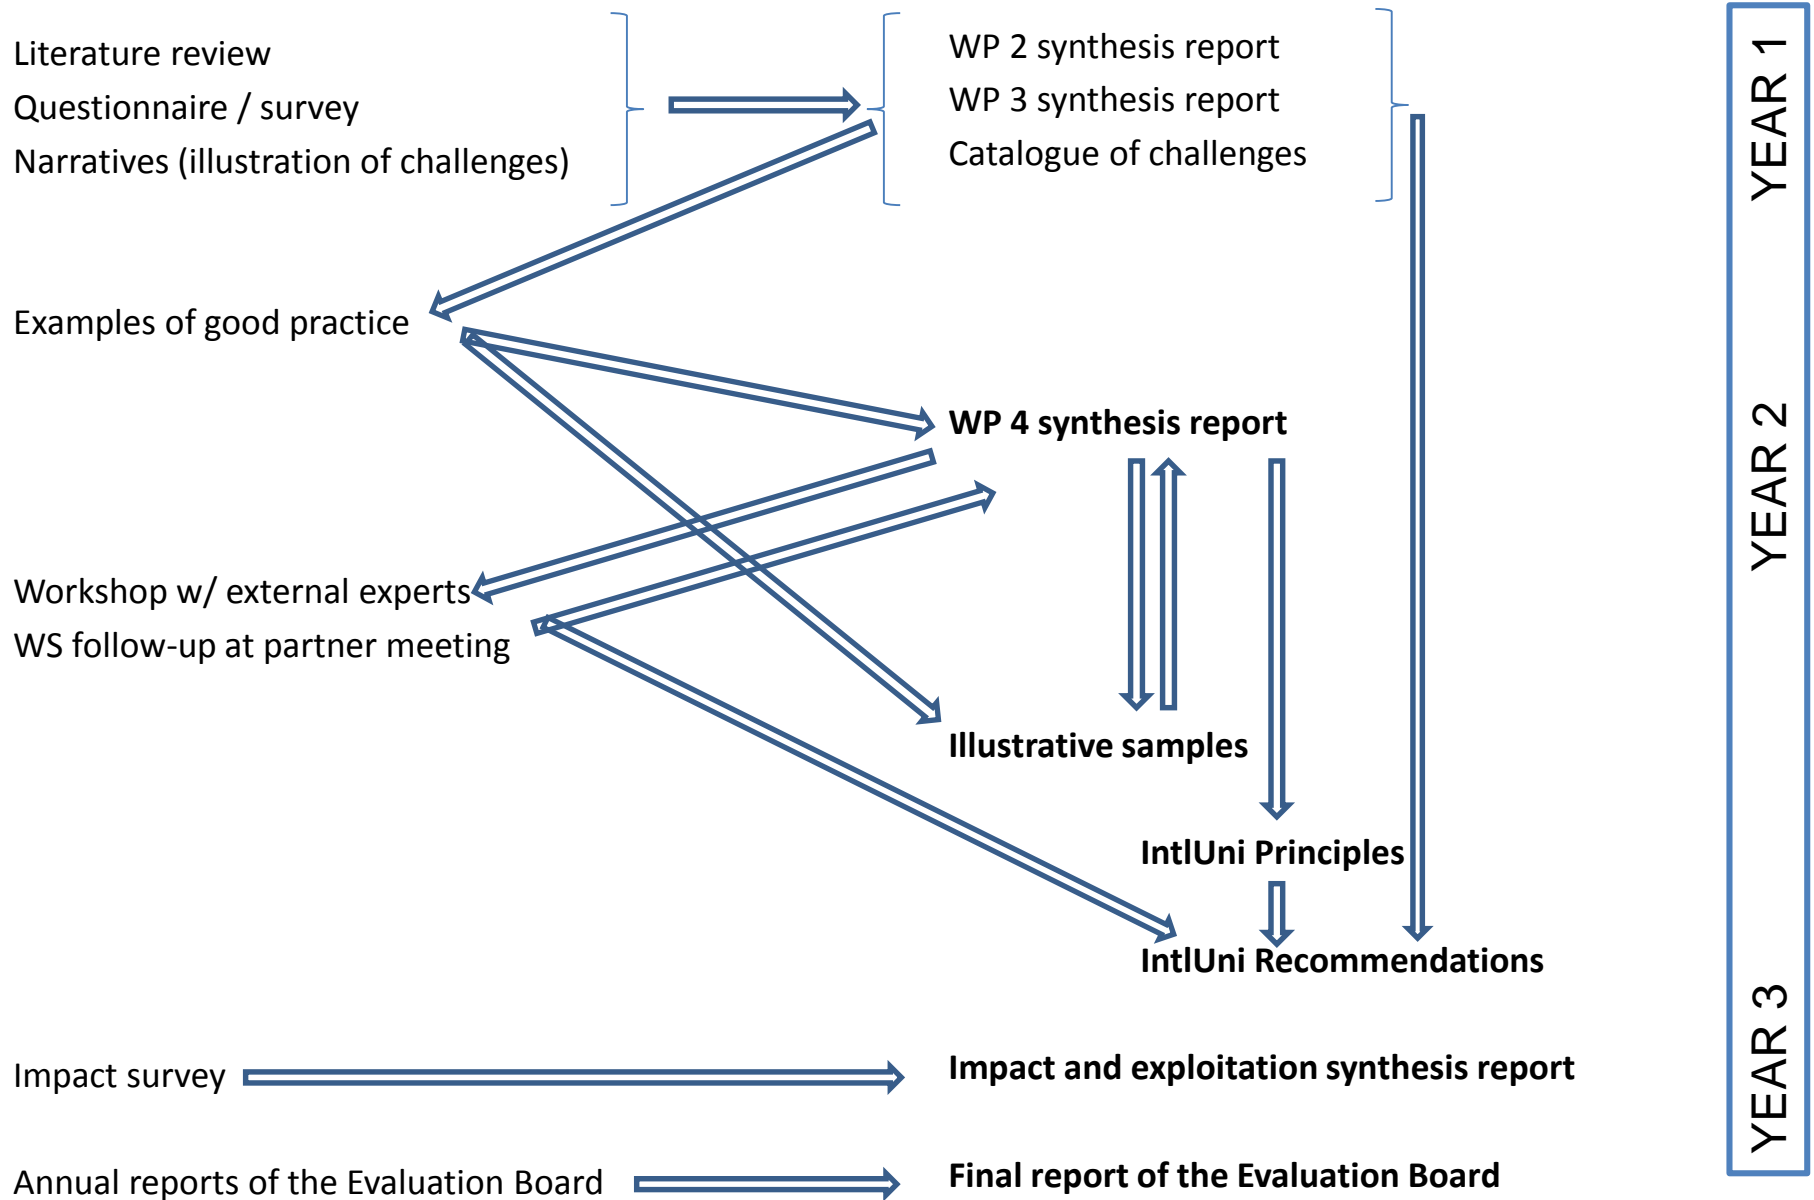 Literature review
Questionnaire / survey
Narratives (illustration of challenges)
WP 2 synthesis report
WP 3 synthesis report
Catalogue of challenges
YEAR 1
Examples of good practice
WP 4 synthesis report
YEAR 2
Workshop w/ external experts
WS follow-up at partner meeting
Illustrative samples
IntlUni Principles
IntlUni Recommendations
YEAR 3
Impact survey
Impact and exploitation synthesis report
Annual reports of the Evaluation Board
Final report of the Evaluation Board